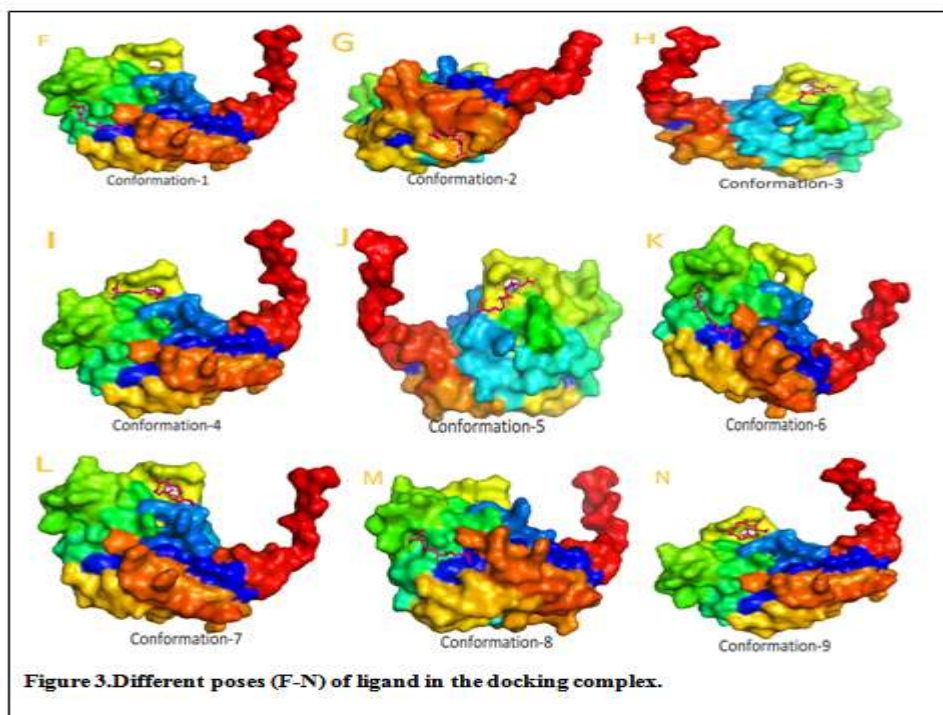 F G H
Conformation-1 Conformation-2 Conformation-3
I J K
Conformation-4 Conformation-5 Conformation-6
L M N
Conformation-7 Conformation-8 Conformation-9
Figure 3.Different poses (F-N) of ligand in the docking complex.